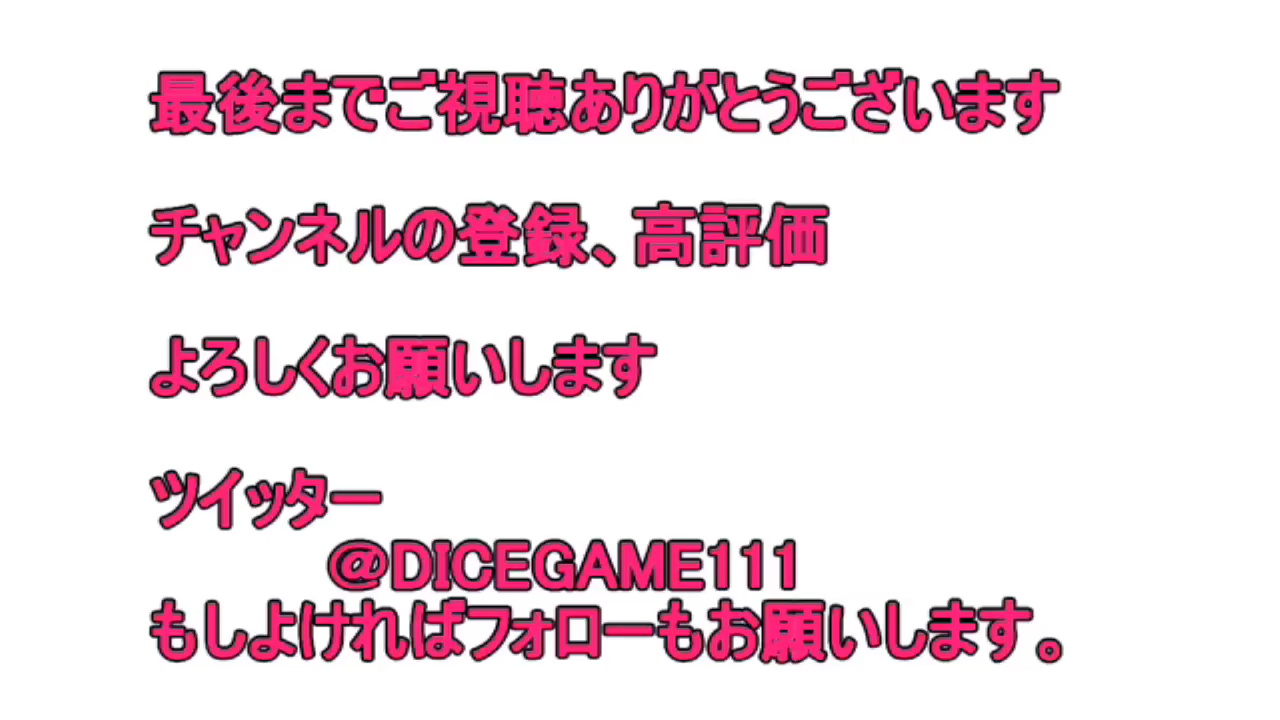 最後までご視聴ありがとうございます
チャンネルの登録、高評価
よろしくお願いします
ツイッター
@DICEGAME111
もしよければフォローもお願いします。